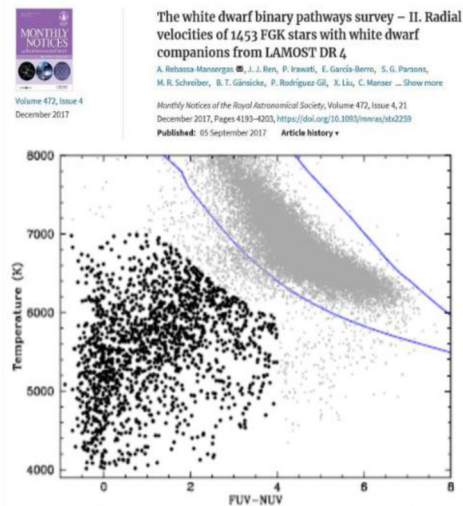 MONTHLY
NOTICES
Volume 472, Issue 4
December 2017
The white dwarf binary pathways survey – II. Radial
velocities of 1453 FGK stars with white dwarf
companions from LAMOST DR 4
A. Rebassa-Mansergas, J. J. Ren, P. Irawati, E. García-Berro, S. G. Parsons,
M. R. Schreiber, B. T. Gänsicke, P. Rodríguez-Gil, X. Liu, C. Manser ... Show more
Monthly Notices of the Royal Astronomical Society, Volume 472, Issue 4, 21
December 2017, Pages 4193–4203, https://doi.org/10.1093/mnras/stx2259
Published: 05 September 2017 Article history ▾
8000
7000
6000
5000
4000
Temperature (K)
0 2 4 6 8
FUV−NUV